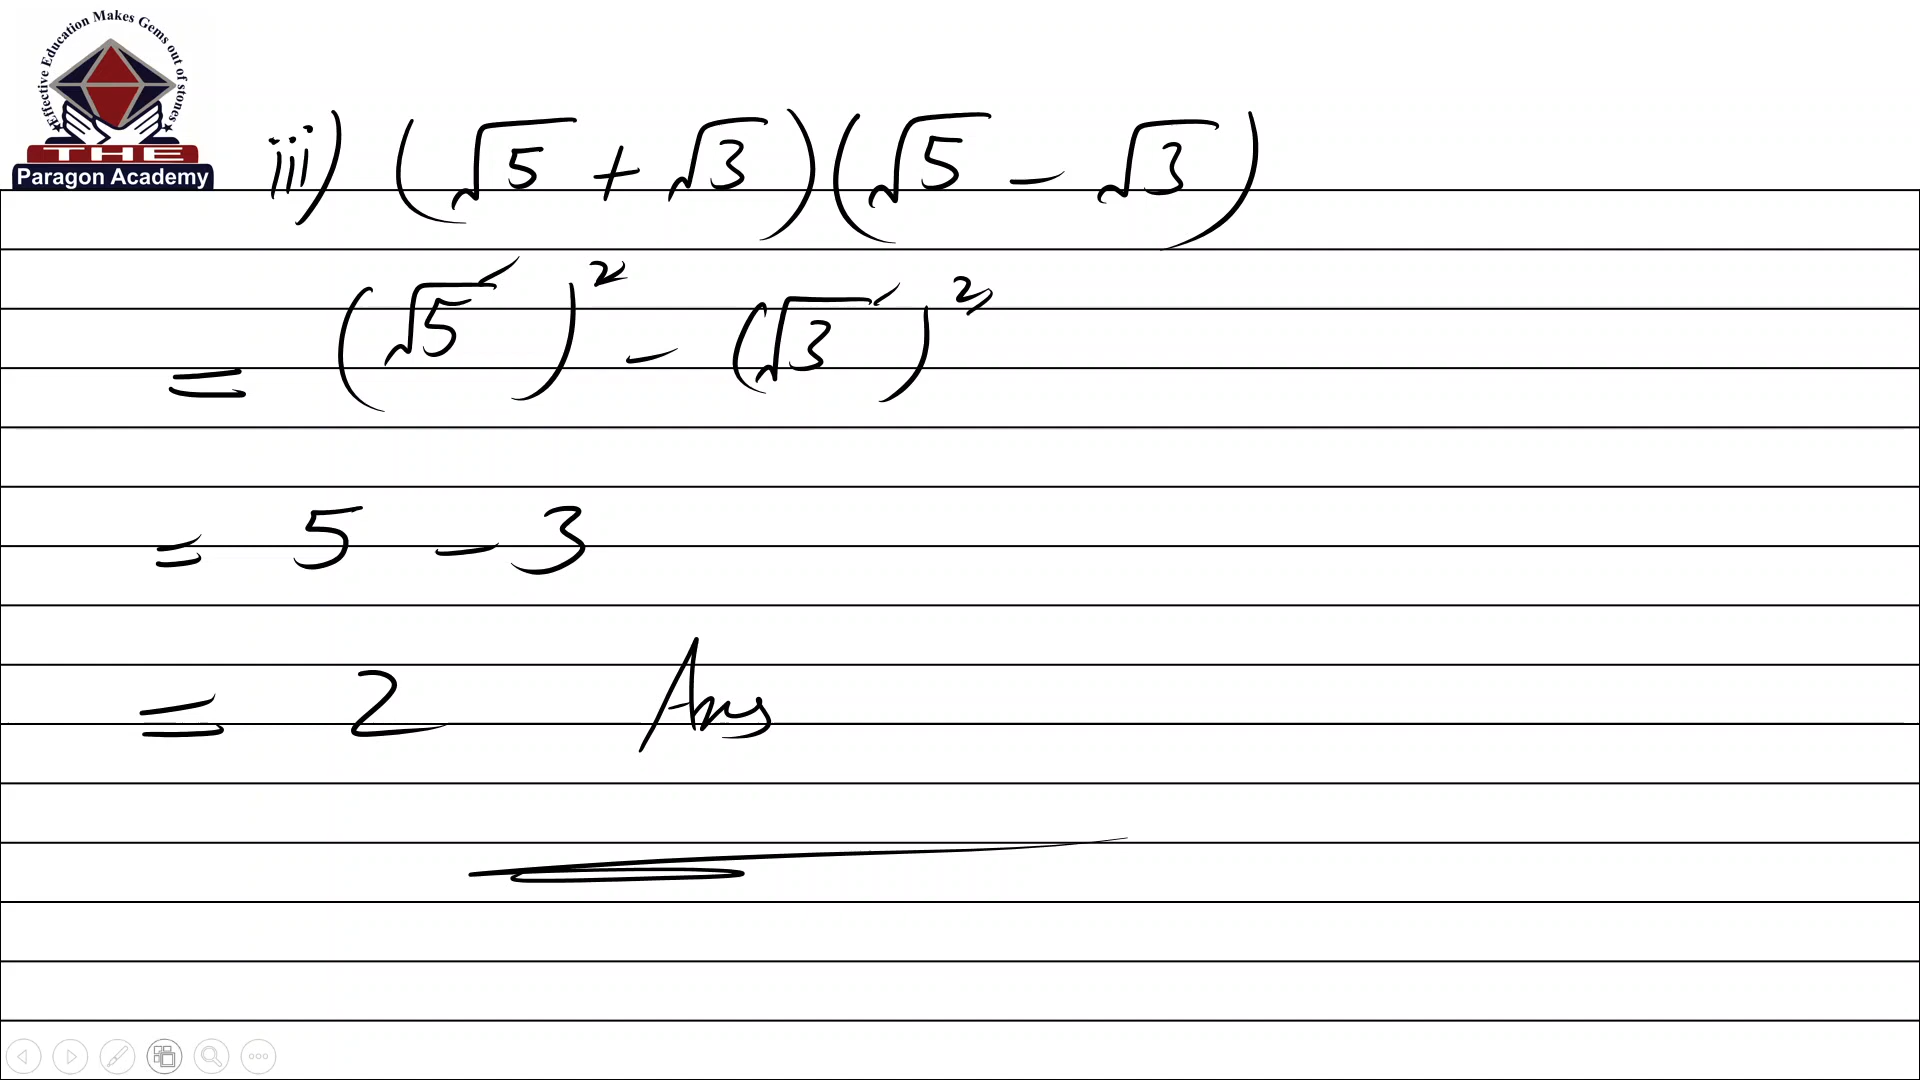 Effective Education Makes Gems out of stones
THE
Paragon Academy
iii) (√5 + √3)(√5 − √3)
= (√5)² − (√3)²
= 5 − 3
= 2 Ans